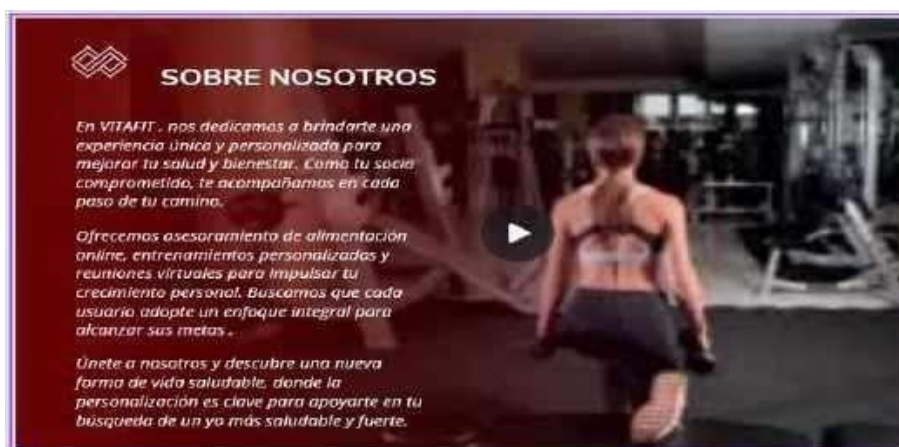 SOBRE NOSOTROS
En VITAFIT . nos dedicamos a brindarte una
experiencia única y personalizada para
mejorar tu salud y bienestar. Como tu socio
comprometido, te acompañamos en cada
paso de tu camino.
Ofrecemos asesoramiento de alimentación
online, entrenamientos personalizados y
reuniones virtuales para impulsar tu
crecimiento personal. Buscamos que cada
usuario adopte un enfoque integral para
alcanzar sus metas .
Únete a nosotros y descubre una nueva
forma de vida saludable, donde la
personalización es clave para apoyarte en tu
búsqueda de un yo más saludable y fuerte.